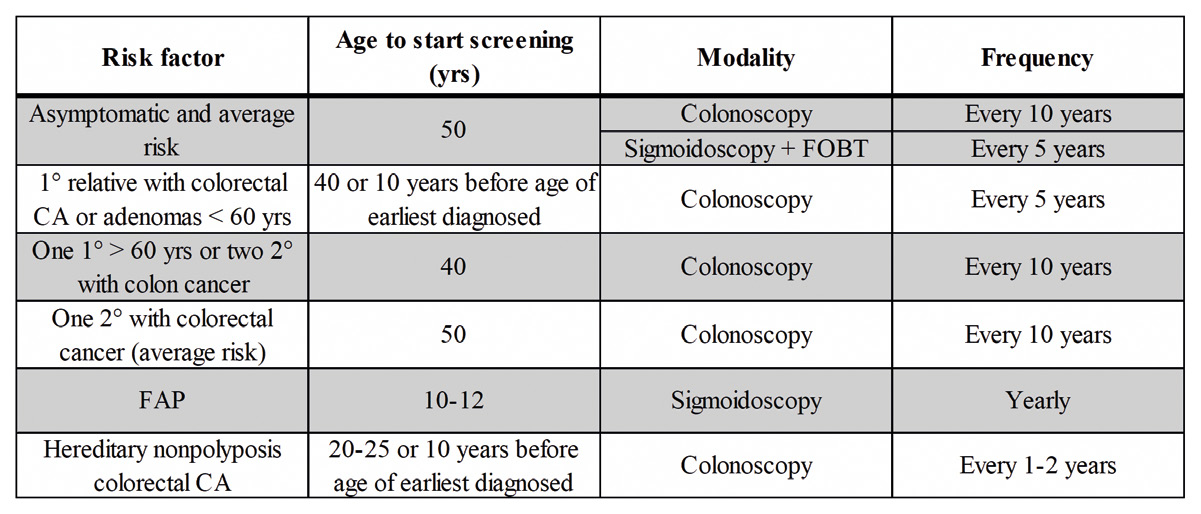 Risk factor
Age to start screening
(yrs)
Modality
Frequency
Asymptomatic and average
risk
50
Colonoscopy
Every 10 years
Sigmoidoscopy + FOBT
Every 5 years
1° relative with colorectal
CA or adenomas < 60 yrs
40 or 10 years before age of
earliest diagnosed
Colonoscopy
Every 5 years
One 1° > 60 yrs or two 2°
with colon cancer
40
Colonoscopy
Every 10 years
One 2° with colorectal
cancer (average risk)
50
Colonoscopy
Every 10 years
FAP
10-12
Sigmoidoscopy
Yearly
Hereditary nonpolyposis
colorectal CA
20-25 or 10 years before
age of earliest diagnosed
Colonoscopy
Every 1-2 years